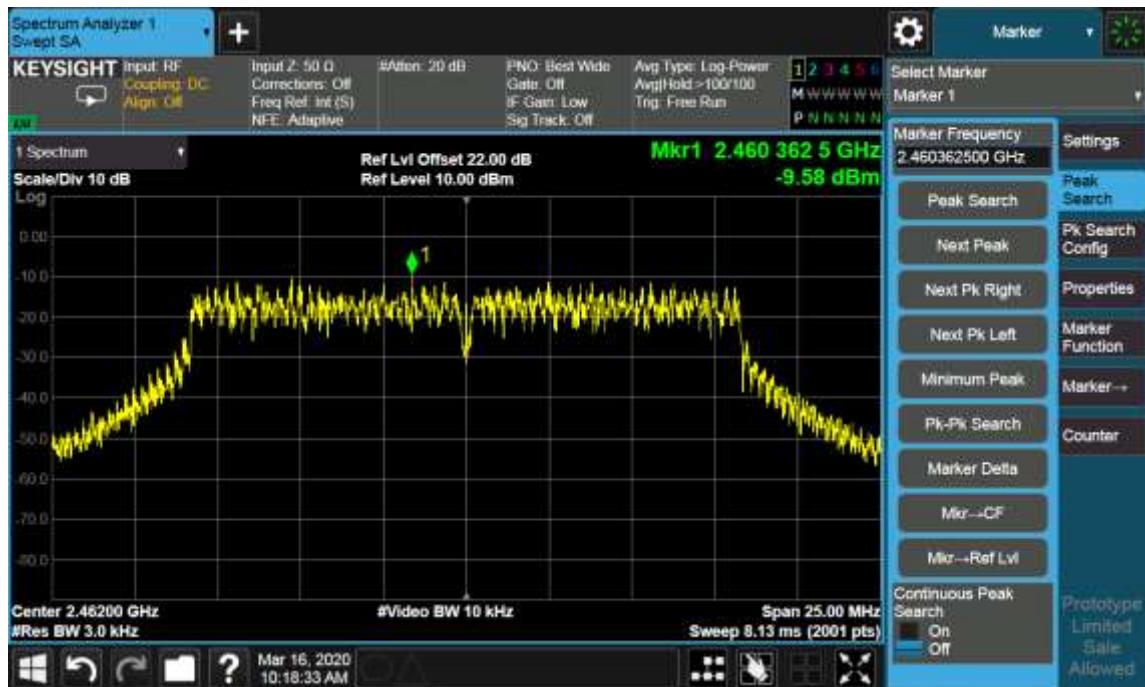 Spectrum Analyzer 1
Swept SA
+
Marker
KEYSIGHT
Input: RF
Coupling: DC
Align: Off
Input Z: 50 Ω
Corrections: Off
Freq Ref: Int (S)
NFE: Adaptive
#Atten: 20 dB
PNO: Best Wide
Gate: Off
IF Gain: Low
Sig Track: Off
Avg Type: Log-Power
Avg|Hold:>100/100
Trig: Free Run
1 2 3 4 5 6
M W W W W W
P N N N N N
Select Marker
Marker 1
1 Spectrum
Scale/Div 10 dB
Log
Ref Lvl Offset 22.00 dB
Ref Level 10.00 dBm
Mkr1 2.460 362 5 GHz
-9.58 dBm
0.00
-10.0
-20.0
-30.0
-40.0
-50.0
-60.0
-70.0
-80.0
1
Center 2.46200 GHz
#Res BW 3.0 kHz
#Video BW 10 kHz
Span 25.00 MHz
Sweep 8.13 ms (2001 pts)
Marker Frequency
2.460362500 GHz
Peak Search
Next Peak
Next Pk Right
Next Pk Left
Minimum Peak
Pk-Pk Search
Marker Delta
Mkr→CF
Mkr→Ref Lvl
Continuous Peak
Search
On
Off
Settings
Peak
Search
Pk Search
Config
Properties
Marker
Function
Marker→
Counter
Prototype
Limited
Sale
Allowed
?
Mar 16, 2020
10:18:33 AM